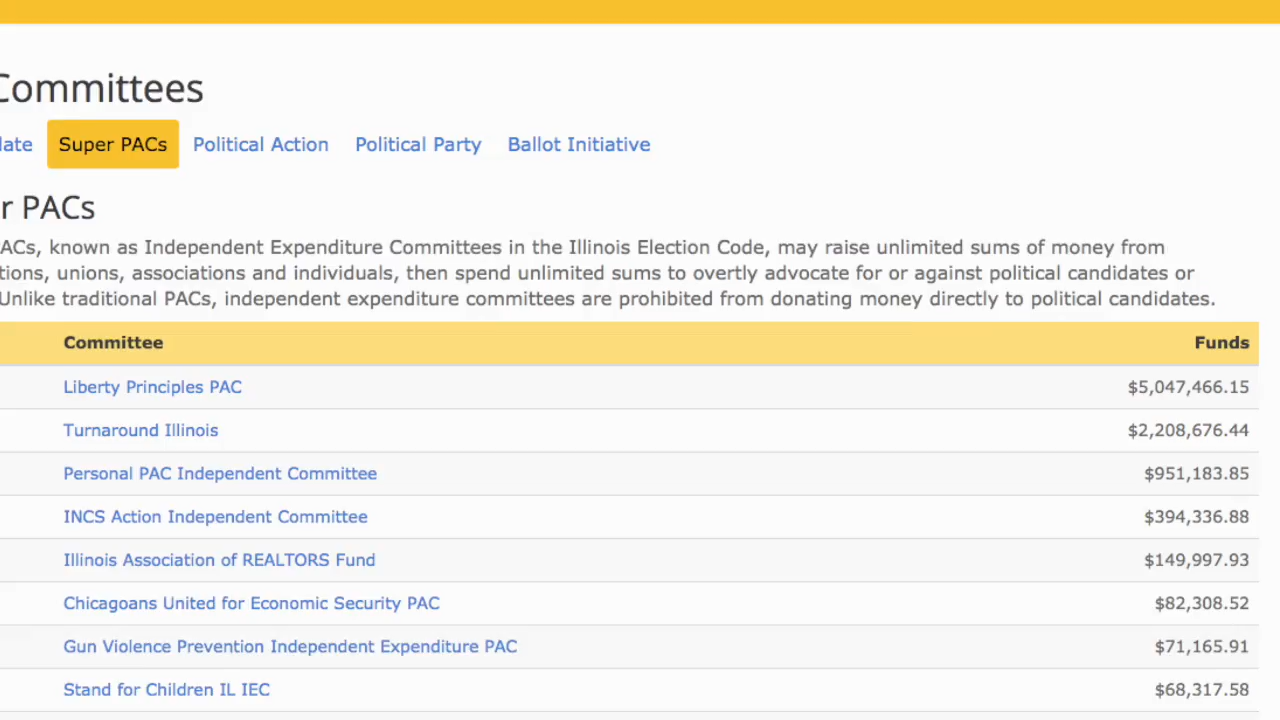 Committees
Super PACs Political Action Political Party Ballot Initiative
PACs
known as Independent Expenditure Committees in the Illinois Election Code, may raise unlimited sums of money from
unions, associations and individuals, then spend unlimited sums to overtly advocate for or against political candidates or
Unlike traditional PACs, independent expenditure committees are prohibited from donating money directly to political candidates.
Committee Funds
Liberty Principles PAC $5,047,466.15
Turnaround Illinois $2,208,676.44
Personal PAC Independent Committee $951,183.85
INCS Action Independent Committee $394,336.88
Illinois Association of REALTORS Fund $149,997.93
Chicagoans United for Economic Security PAC $82,308.52
Gun Violence Prevention Independent Expenditure PAC $71,165.91
Stand for Children IL IEC $68,317.58